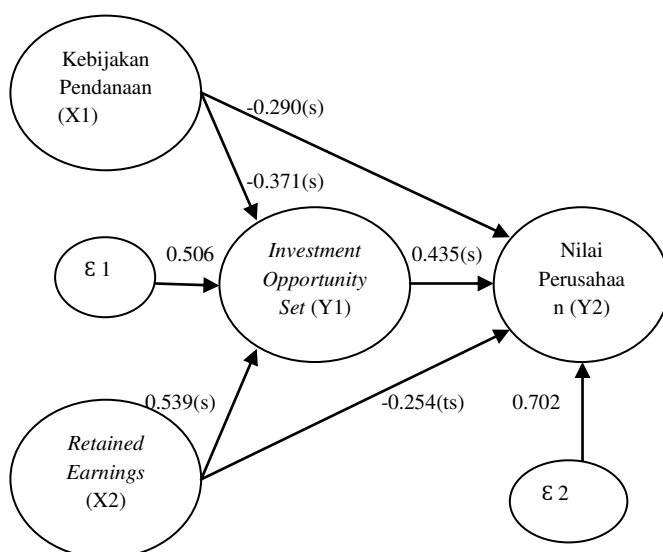 Kebijakan
Pendanaan
(X1)
-0.290(s)
-0.371(s)
ε 1
0.506
Investment
Opportunity
Set (Y1)
0.435(s)
Nilai
Perusahaa
n (Y2)
0.539(s)
-0.254(ts)
0.702
Retained
Earnings
(X2)
ε 2